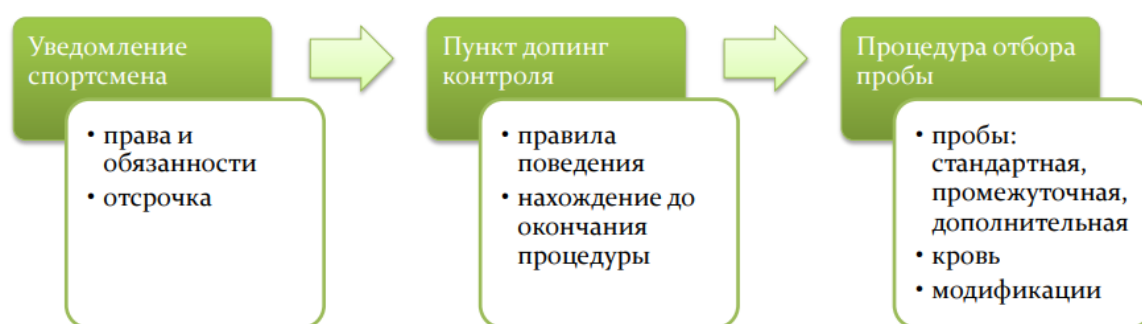 Уведомление
спортсмена
• права и
обязанности
• отсрочка
Пункт допинг
контроля
• правила
поведения
• нахождение до
окончания
процедуры
Процедура отбора
пробы
• пробы:
стандартная,
промежуточная,
дополнительная
• кровь
• модификации